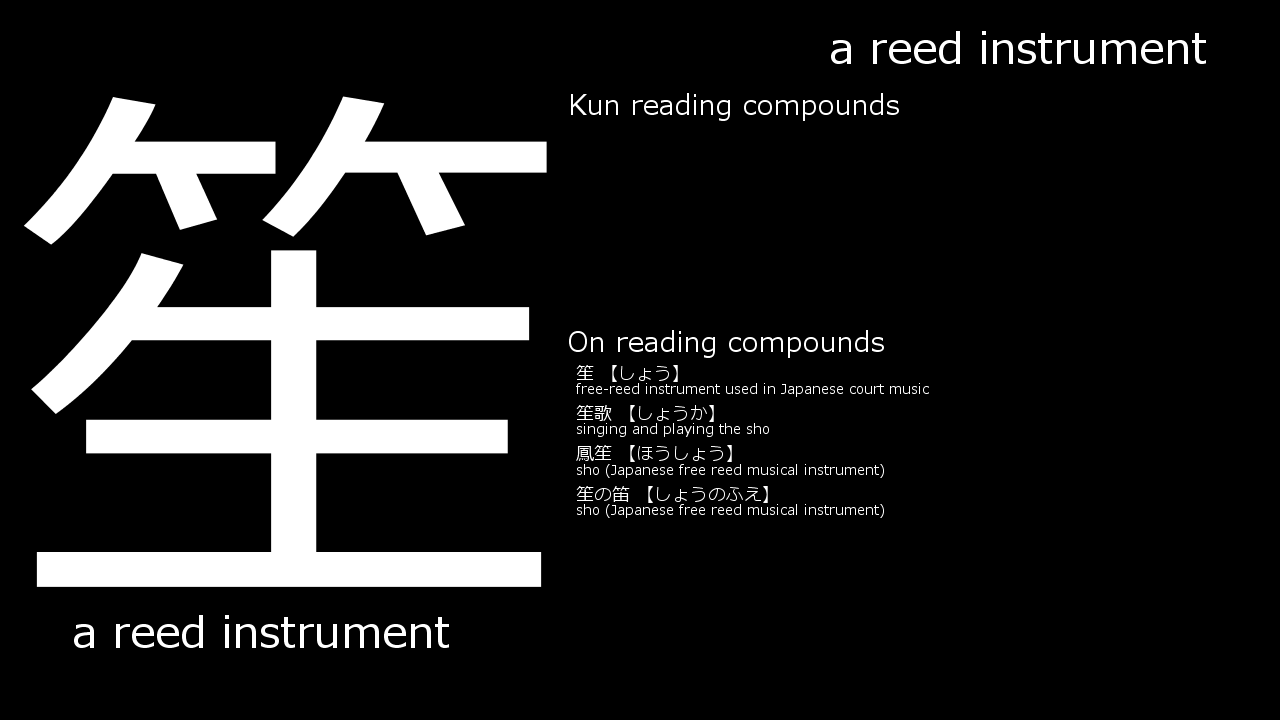 a reed instrument
笙
a reed instrument
Kun reading compounds
On reading compounds
笙 【しょう】
free-reed instrument used in Japanese court music
笙歌 【しょうか】
singing and playing the sho
鳳笙 【ほうしょう】
sho (Japanese free reed musical instrument)
笙の笛 【しょうのふえ】
sho (Japanese free reed musical instrument)